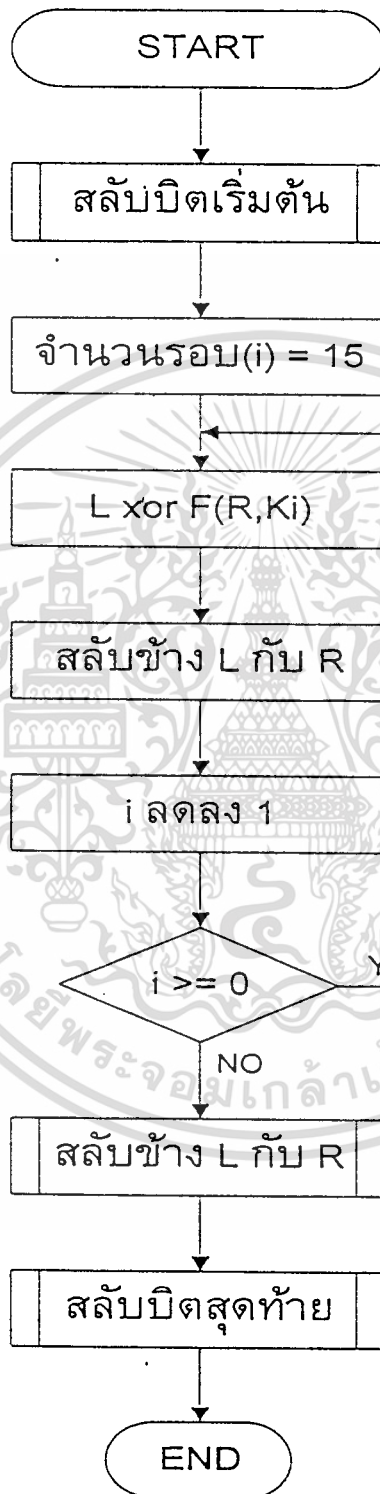 START
สลับบิตเริ่มต้น
จำนวนรอบ(i) = 15
L xor F(R,Ki)
สลับข้าง L กับ R
i ลดลง 1
i >= 0
Y
NO
สลับข้าง L กับ R
สลับบิตสุดท้าย
END